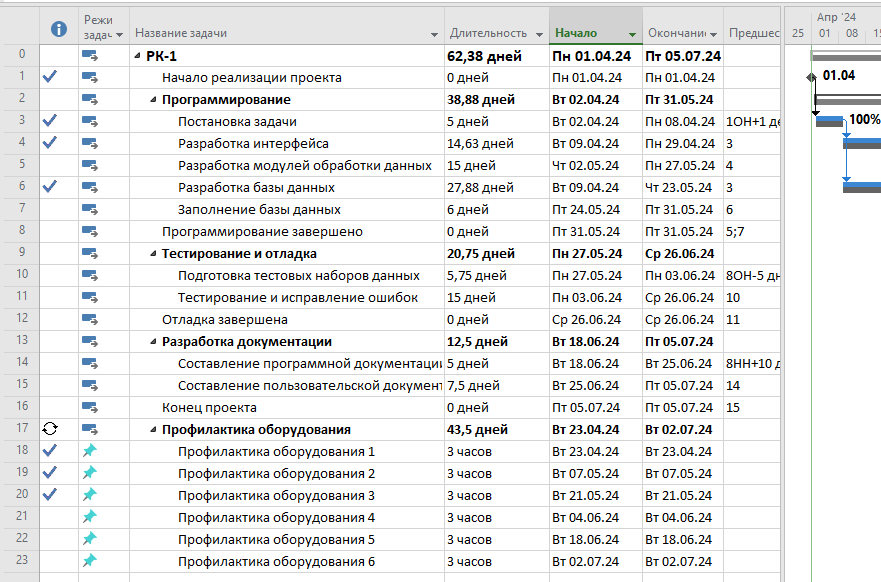 Режи задач Название задачи Длительность Начало Окончани Предшес 25 Апр '24 01 08 15
0 РК-1 62,38 дней Пн 01.04.24 Пт 05.07.24
1 Начало реализации проекта 0 дней Пн 01.04.24 Пн 01.04.24 01.04
2 Программирование 38,88 дней Вт 02.04.24 Пт 31.05.24
3 Постановка задачи 5 дней Вт 02.04.24 Пн 08.04.24 1ОН+1 де 100%
4 Разработка интерфейса 14,63 дней Вт 09.04.24 Пн 29.04.24 3
5 Разработка модулей обработки данных 15 дней Чт 02.05.24 Пн 27.05.24 4
6 Разработка базы данных 27,88 дней Вт 09.04.24 Чт 23.05.24 3
7 Заполнение базы данных 6 дней Пт 24.05.24 Пт 31.05.24 6
8 Программирование завершено 0 дней Пт 31.05.24 Пт 31.05.24 5;7
9 Тестирование и отладка 20,75 дней Пн 27.05.24 Ср 26.06.24
10 Подготовка тестовых наборов данных 5,75 дней Пн 27.05.24 Пн 03.06.24 8ОН-5 дн
11 Тестирование и исправление ошибок 15 дней Пн 03.06.24 Ср 26.06.24 10
12 Отладка завершена 0 дней Ср 26.06.24 Ср 26.06.24 11
13 Разработка документации 12,5 дней Вт 18.06.24 Пт 05.07.24
14 Составление программной документации 5 дней Вт 18.06.24 Вт 25.06.24 8НН+10 д
15 Составление пользовательской документ 7,5 дней Вт 25.06.24 Пт 05.07.24 14
16 Конец проекта 0 дней Пт 05.07.24 Пт 05.07.24 15
17 Профилактика оборудования 43,5 дней Вт 23.04.24 Вт 02.07.24
18 Профилактика оборудования 1 3 часов Вт 23.04.24 Вт 23.04.24
19 Профилактика оборудования 2 3 часов Вт 07.05.24 Вт 07.05.24
20 Профилактика оборудования 3 3 часов Вт 21.05.24 Вт 21.05.24
21 Профилактика оборудования 4 3 часов Вт 04.06.24 Вт 04.06.24
22 Профилактика оборудования 5 3 часов Вт 18.06.24 Вт 18.06.24
23 Профилактика оборудования 6 3 часов Вт 02.07.24 Вт 02.07.24